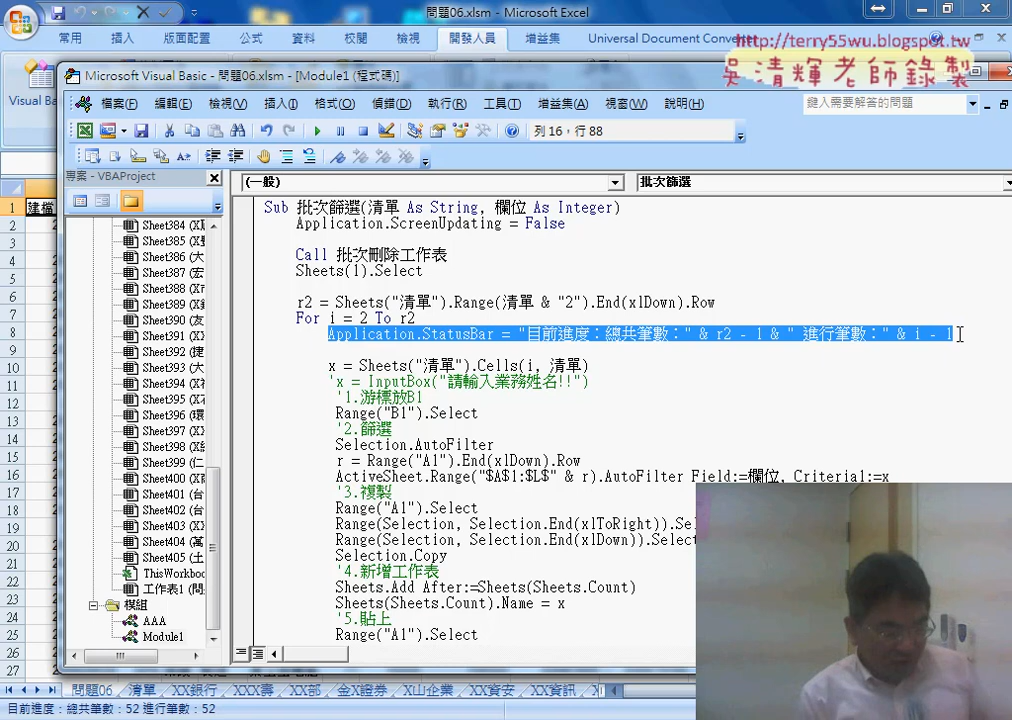 問題06.xlsm - Microsoft Excel
常用 插入 版面配置 公式 資料 校閱 檢視 開發人員 增益集 Universal Document Conve
http://terry55wu.blogspot.tw
吳清輝老師錄製
Visual Ba
Microsoft Visual Basic - 問題06.xlsm - [Module1 (程式碼)]
檔案(F) 編輯(E) 檢視(V) 插入(I) 格式(O) 偵錯(D) 執行(R) 工具(T) 增益集(A) 視窗(W) 說明(H) 鍵入需要解答的問題
列 16，行 88
專案 - VBAProject
(一般) 批次篩選
建檔
Sheet384
Sheet385
Sheet386
Sheet387
Sheet388
Sheet389
Sheet390
Sheet391
Sheet392
Sheet393
Sheet394
Sheet395
Sheet396
Sheet397
Sheet398
Sheet399
Sheet400
Sheet401
Sheet402
Sheet403
Sheet404
Sheet405
ThisWorkboo
工作表1
模組
AAA
Module1
Sub 批次篩選(清單 As String, 欄位 As Integer)
Application.ScreenUpdating = False
Call 批次刪除工作表
Sheets(1).Select
r2 = Sheets("清單").Range(清單 & "2").End(xlDown).Row
For i = 2 To r2
Application.StatusBar = "目前進度：總共筆數：" & r2 - 1 & " 進行筆數：" & i - 1
x = Sheets("清單").Cells(i, 清單)
'x = InputBox("請輸入業務姓名!!")
'1.游標放B1
Range("B1").Select
'2.篩選
Selection.AutoFilter
r = Range("A1").End(xlDown).Row
ActiveSheet.Range("$A$1:$L$" & r).AutoFilter Field:=欄位, Criteria1:=x
'3.複製
Range("A1").Select
Range(Selection, Selection.End(xlToRight)).Sel
Range(Selection, Selection.End(xlDown)).Select
Selection.Copy
'4.新增工作表
Sheets.Add After:=Sheets(Sheets.Count)
Sheets(Sheets.Count).Name = x
'5.貼上
Range("A1").Select
問題06 清單 XX銀行 XXX壽 XX部 金X證券 X山企業 XX資安 XX資訊
目前進度：總共筆數：52 進行筆數：52